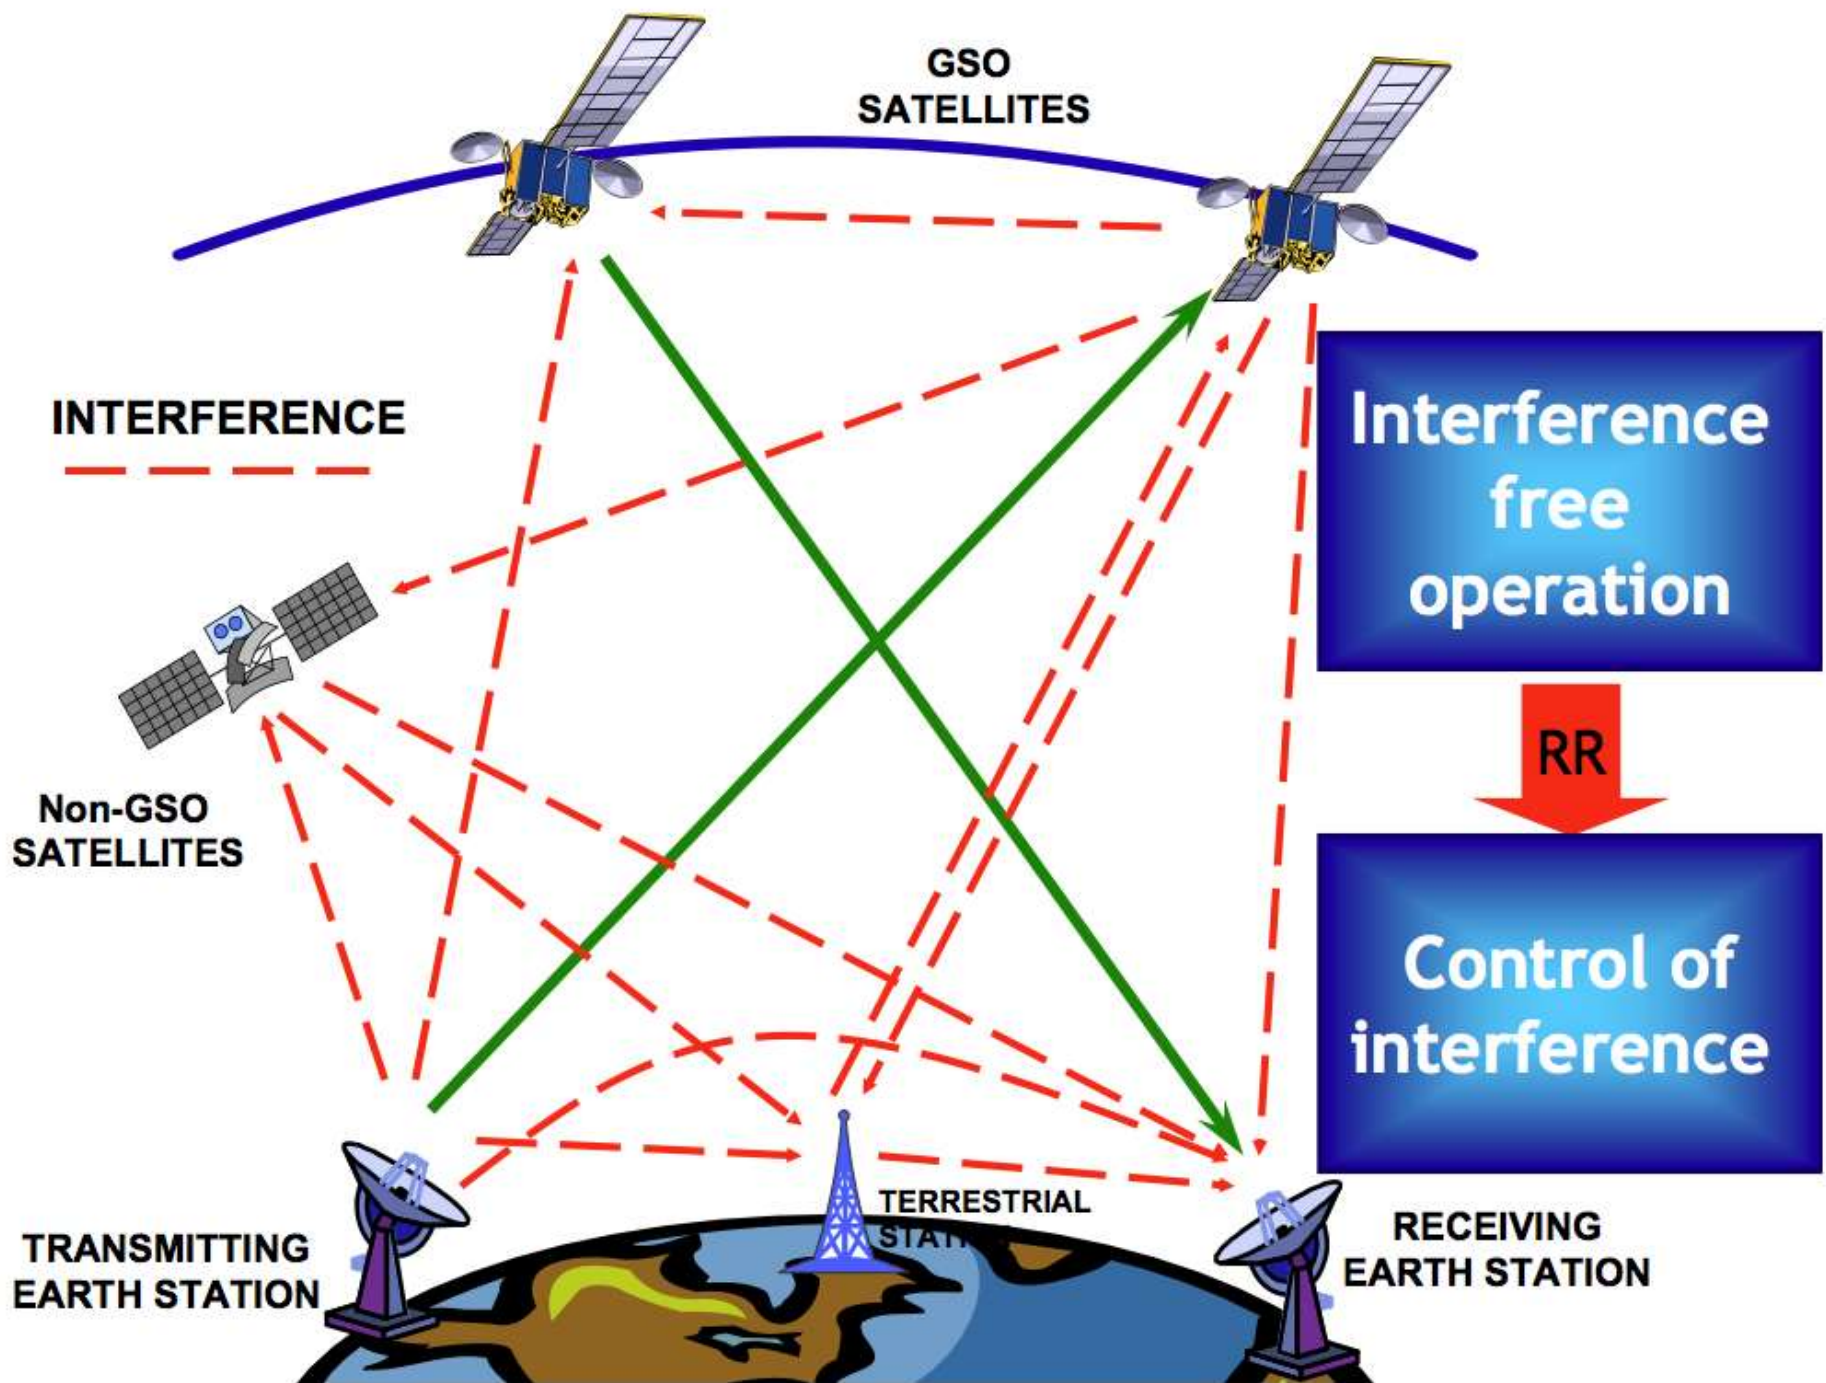 GSO
SATELLITES
INTERFERENCE
Interference
free
operation
RR
Non-GSO
SATELLITES
Control of
interference
TERRESTRIAL
TRANSMITTING
EARTH STATION
RECEIVING
EARTH STATION